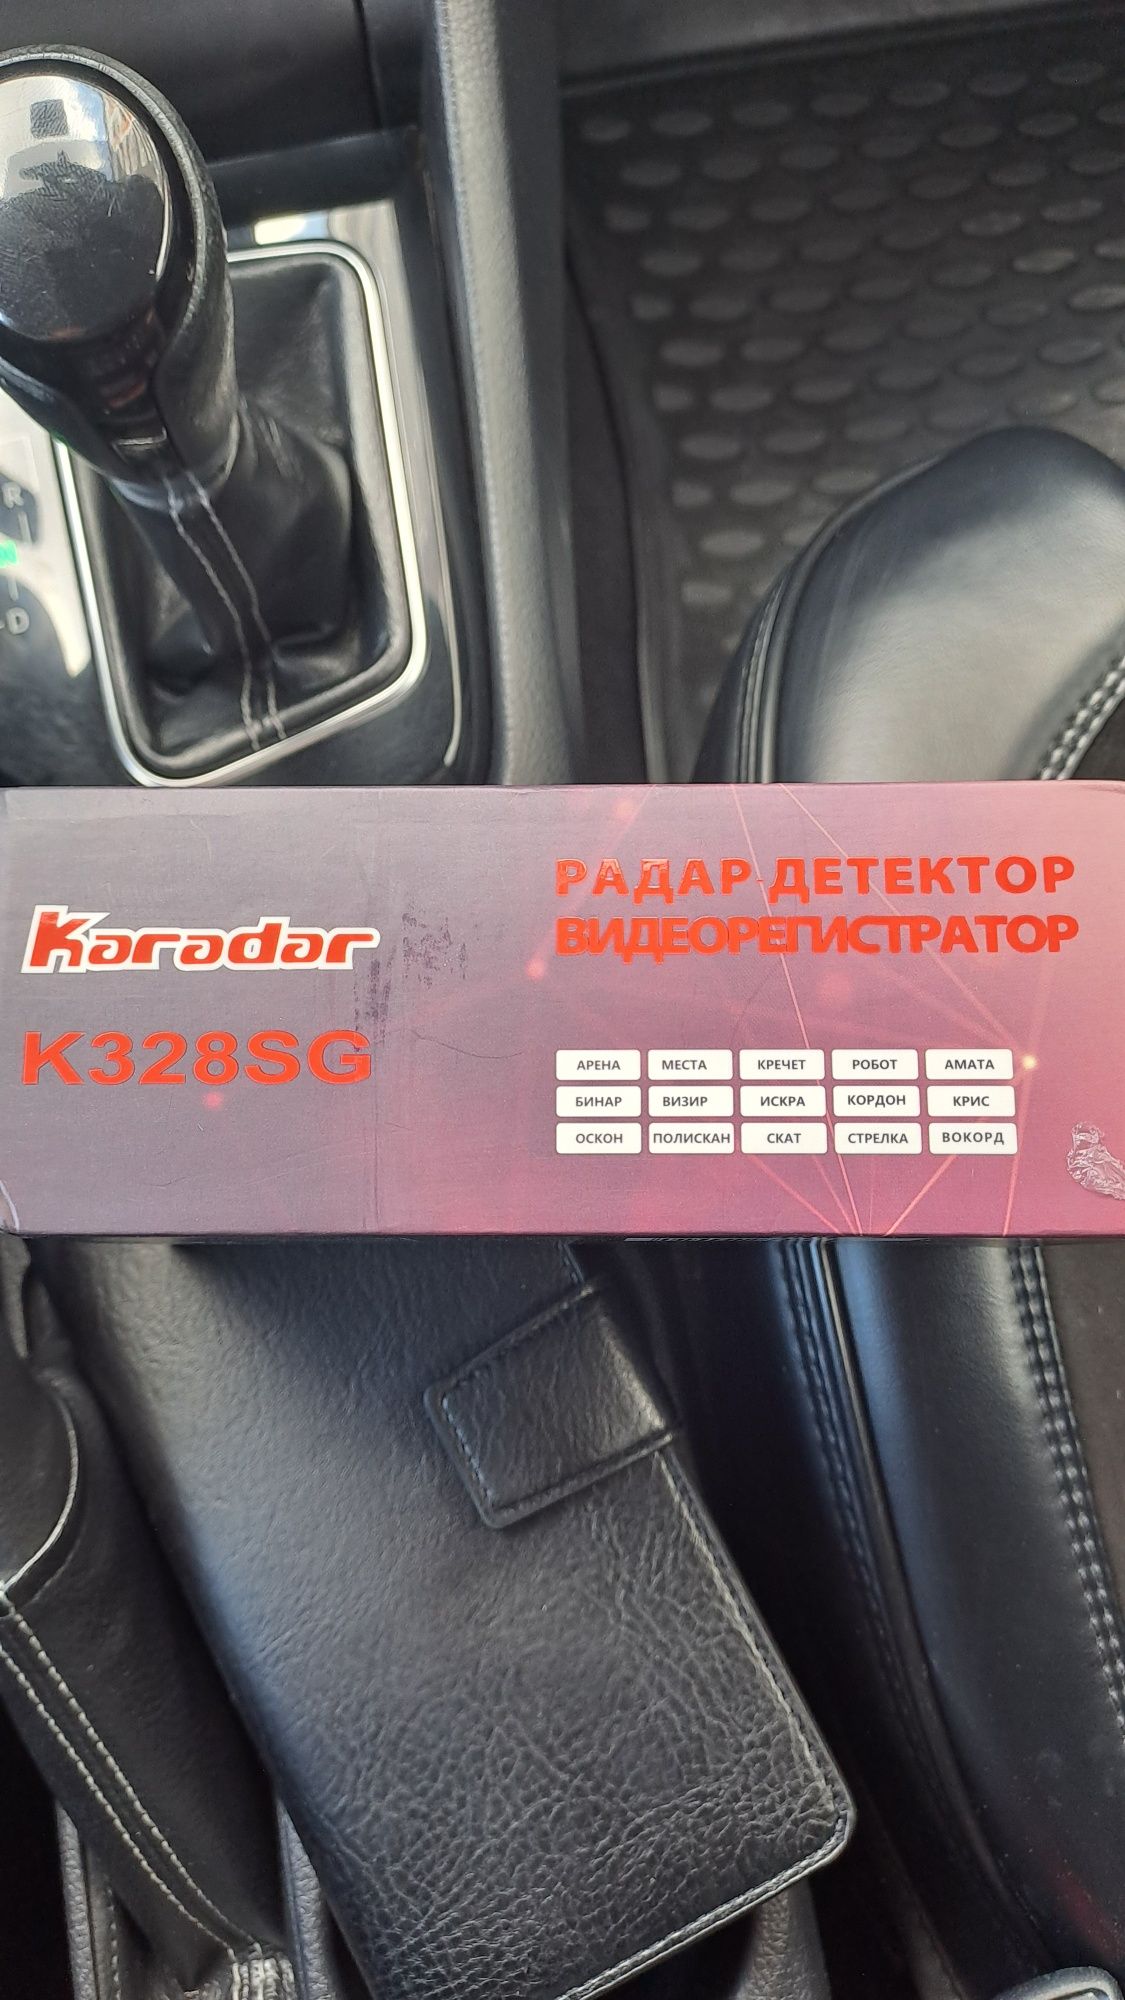 R
N
D
Karadar
K328SG
РАДАР-ДЕТЕКТОР
ВИДЕОРЕГИСТРАТОР
АРЕНА МЕСТА КРЕЧЕТ РОБОТ АМАТА
БИНАР ВИЗИР ИСКРА КОРДОН КРИС
ОСКОН ПОЛИСКАН СКАТ СТРЕЛКА ВОКОРД